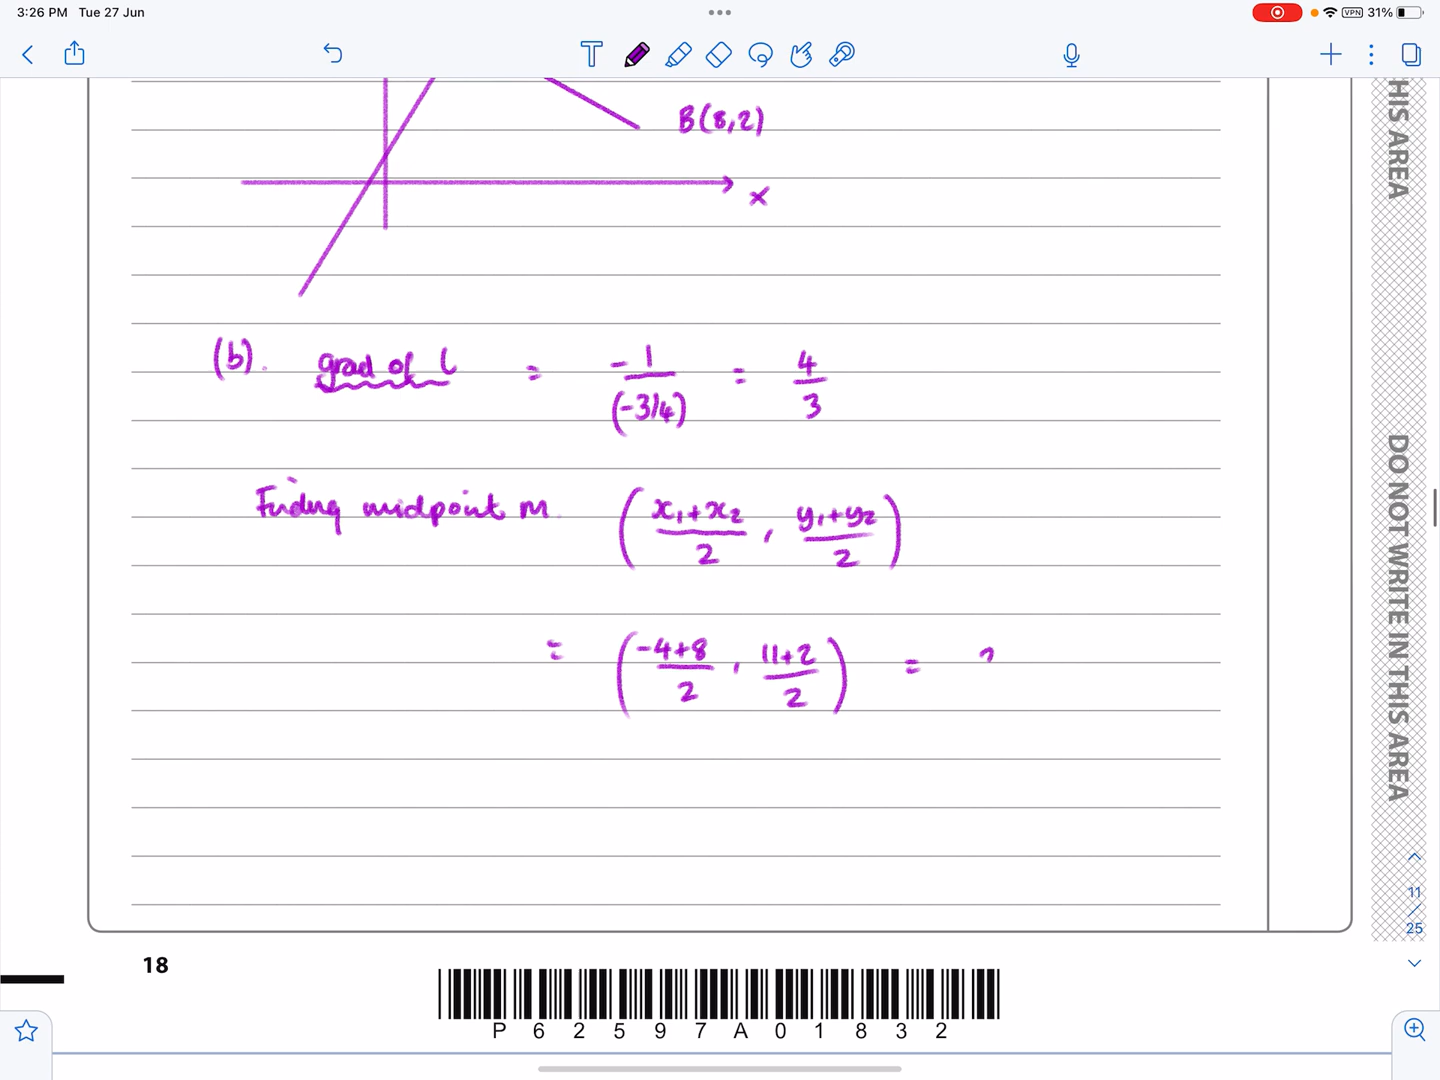 3:26 PM Tue 27 Jun
VPN 31%
T
B(8,2)
x
(b). grad of l = -1/(-3/4) = 4/3
Finding midpoint M. (x₁+x₂/2, y₁+y₂/2)
= (-4+8/2, 11+2/2) =
HIS AREA
DO NOT WRITE IN THIS AREA
11
/
25
18
P 6 2 5 9 7 A 0 1 8 3 2